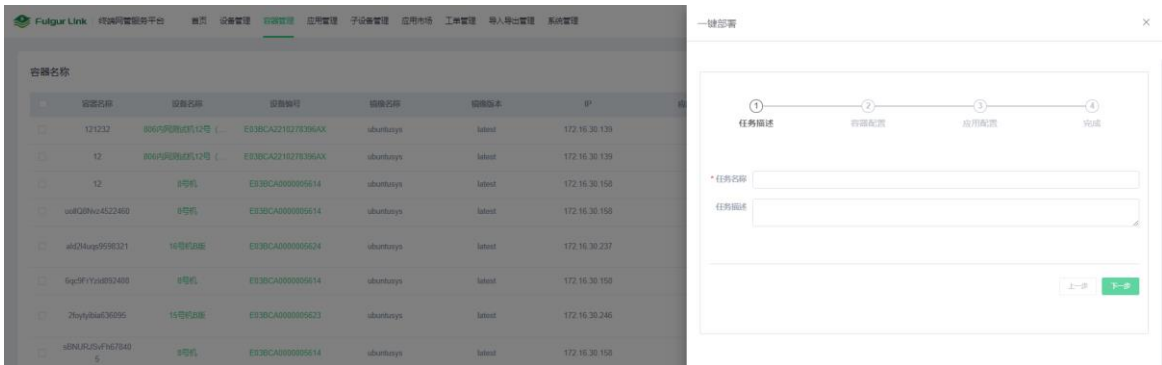 Fulgur Link 终端网管服务平台 首页 设备管理 容器管理 应用管理 子设备管理 应用市场 工单管理 导入导出管理 系统管理
容器名称
容器名称 设备名称 设备编号 镜像名称 镜像版本 IP
121232 806内网测试机12号（... E03BCA2210278396AX ubuntusys latest 172.16.30.139
12 806内网测试机12号（... E03BCA2210278396AX ubuntusys latest 172.16.30.139
12 8号机 E03BCA0000005614 ubuntusys latest 172.16.30.158
8号机 E03BCA0000005614 ubuntusys latest 172.16.30.158
16号机B版 E03BCA0000005624 ubuntusys latest 172.16.30.237
8号机 E03BCA0000005614 ubuntusys latest 172.16.30.158
15号机B版 E03BCA0000005623 ubuntusys latest 172.16.30.246
8号机 E03BCA0000005614 ubuntusys latest 172.16.30.158
一键部署
1 2 3 4
任务描述 容器配置 应用配置 完成
* 任务名称
任务描述
上一步 下一步